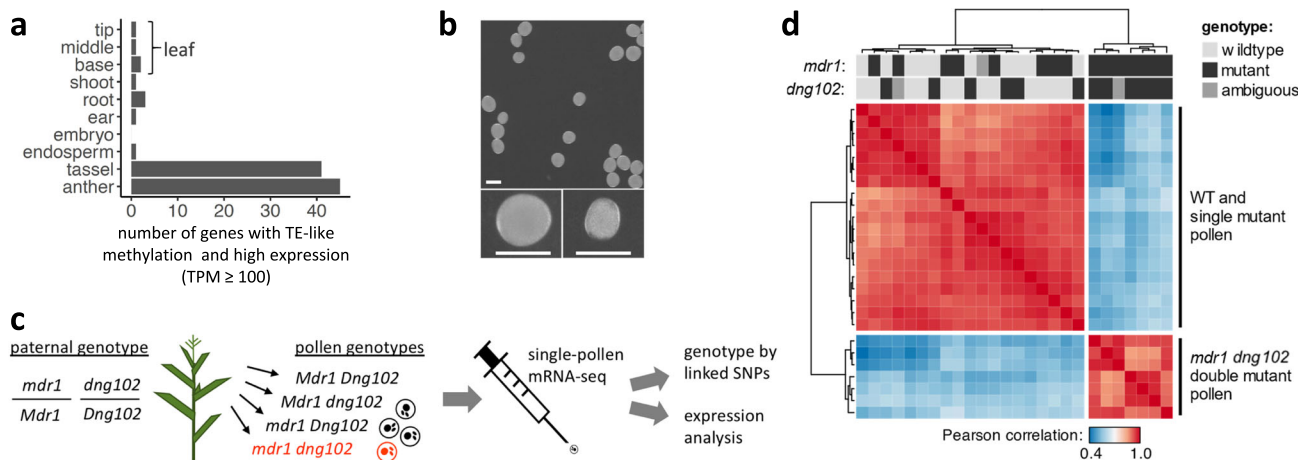 a
tip
middle
base
leaf
shoot
root
ear
embryo
endosperm
tassel
anther
0 10 20 30 40
number of genes with TE-like
methylation and high expression
(TPM ≥ 100)
b
c
paternal genotype
mdr1 dng102
Mdr1 Dng102
pollen genotypes
Mdr1 Dng102
Mdr1 dng102
mdr1 Dng102
mdr1 dng102
single-pollen
mRNA-seq
genotype by
linked SNPs
expression
analysis
d
genotype:
wildtype
mutant
ambiguous
mdr1:
dng102:
WT and
single mutant
pollen
mdr1 dng102
double mutant
pollen
Pearson correlation:
0.4 1.0